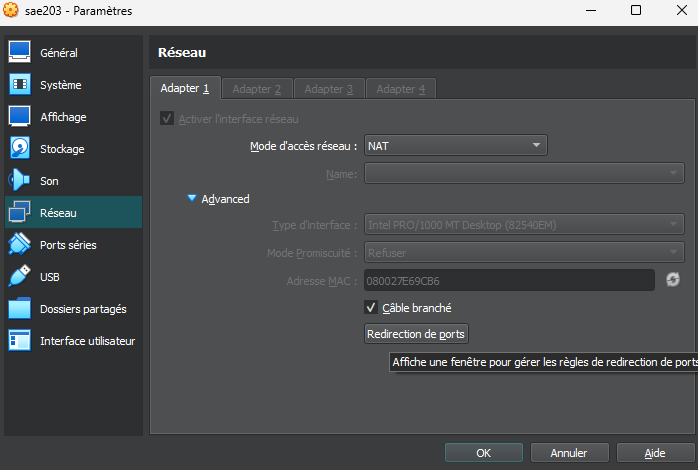 sae203 - Paramètres
Général
Système
Affichage
Stockage
Son
Réseau
Ports séries
USB
Dossiers partagés
Interface utilisateur
Réseau
Adapter 1
Adapter 2
Adapter 3
Adapter 4
Activer l'interface réseau
Mode d'accès réseau : NAT
Name:
Advanced
Type d'interface : Intel PRO/1000 MT Desktop (82540EM)
Mode Promiscuité : Refuser
Adresse MAC : 080027E69CB6
Câble branché
Redirection de ports
Affiche une fenêtre pour gérer les règles de redirection de ports
OK
Annuler
Aide